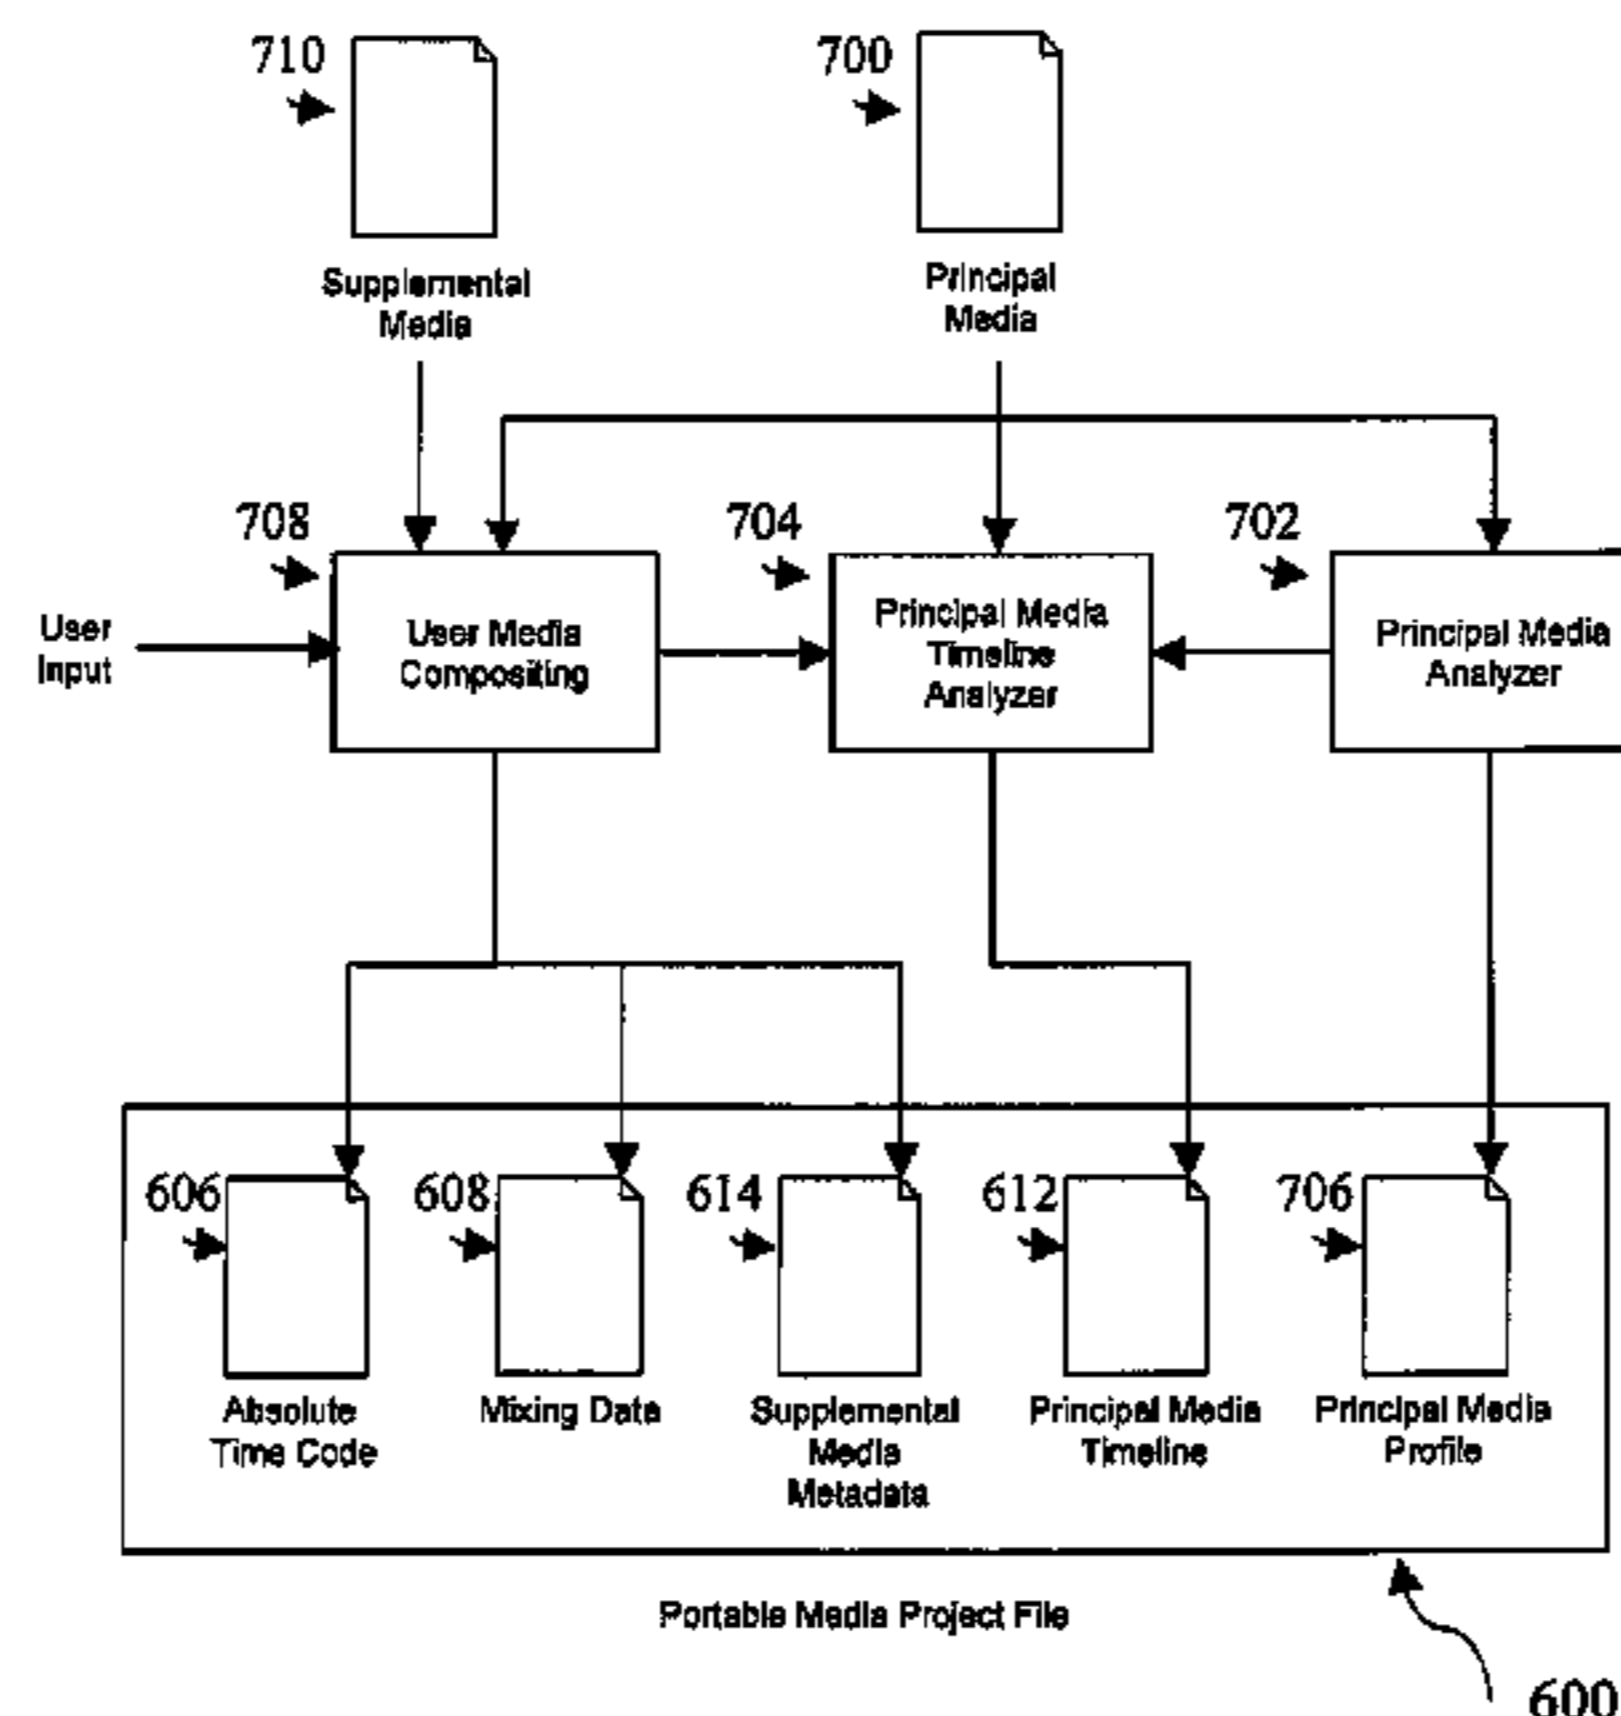 710
700
Supplemental
Media
Principal
Media
708
704
702
User
Input
User Media
Compositing
Principal Media
Timeline
Analyzer
Principal Media
Analyzer
606
608
614
612
706
Absolute
Time Code
Mixing Data
Supplemental
Media
Metadata
Principal Media
Timeline
Principal Media
Profile
Portable Media Project File
600